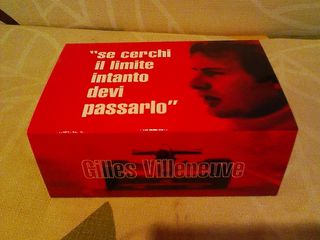 "se cerchi
il limite
intanto
devi
passarlo"
Gilles Villeneuve